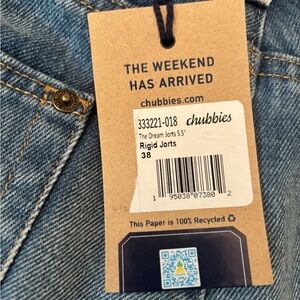 THE WEEKEND
HAS ARRIVED
chubbies.com
333221-018 chubbies
The Dream Jorts 5.5"
Rigid Jorts
38
1 95038 07380 2
This Paper is 100% Recycled